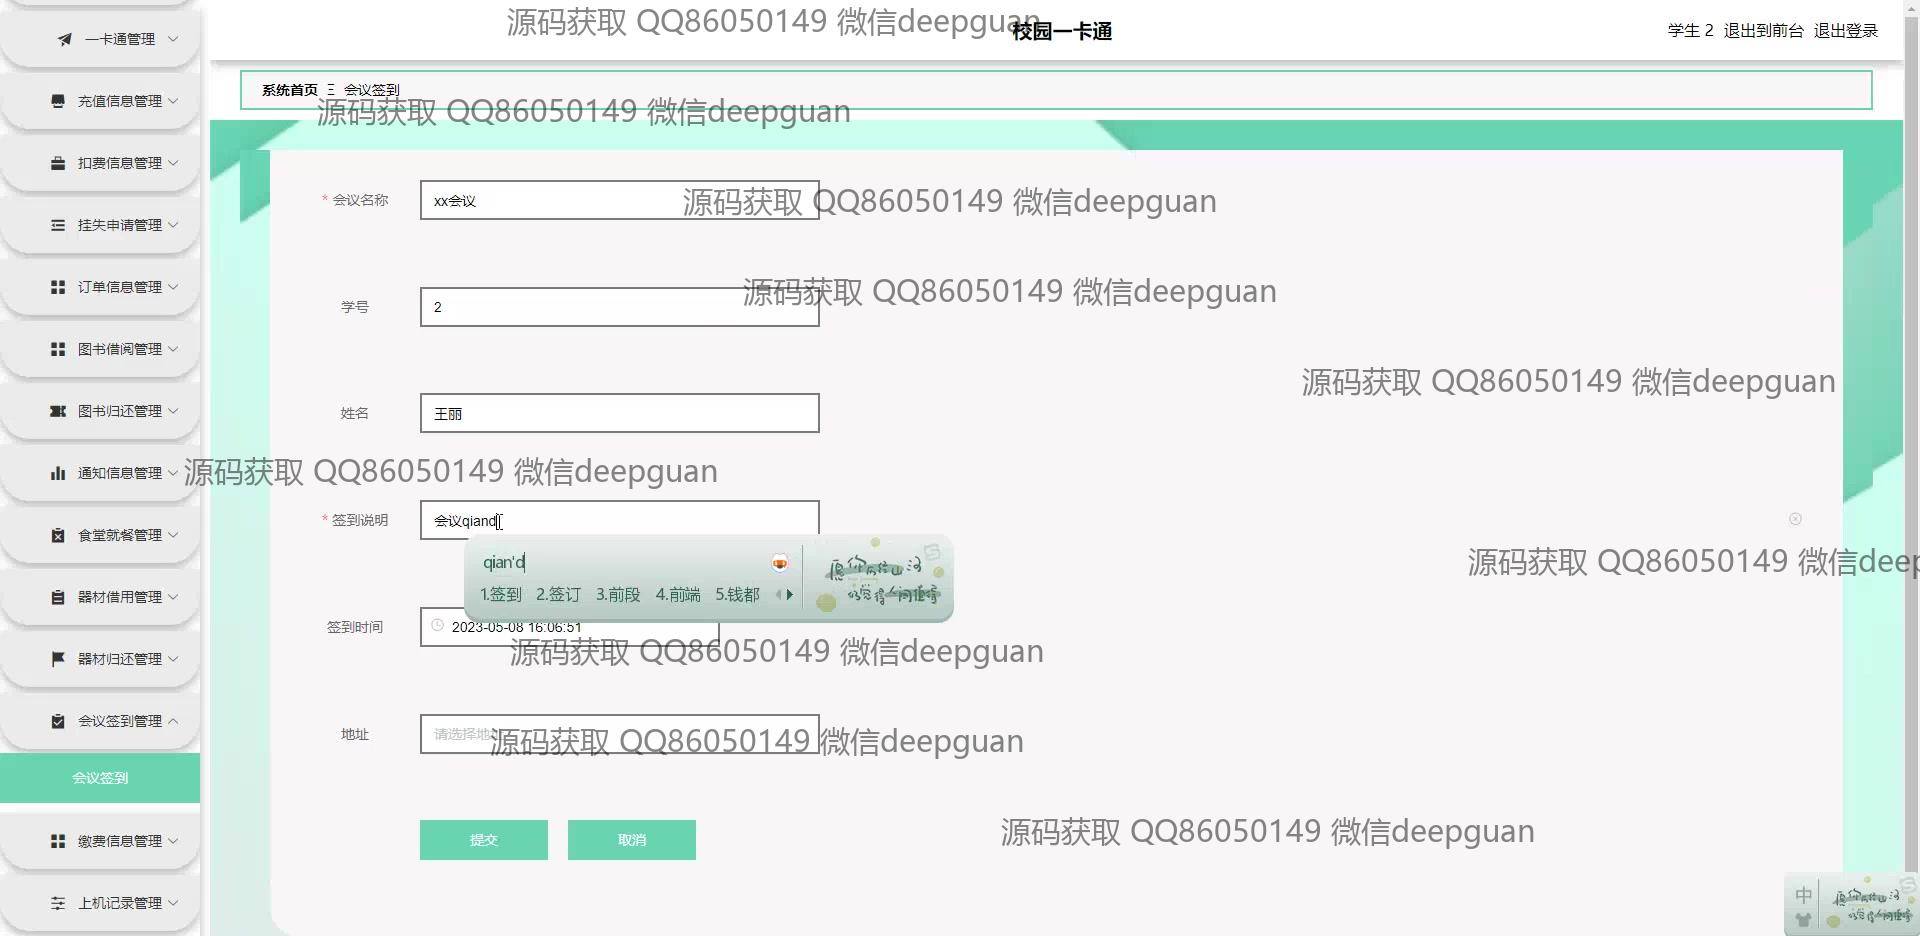 源码获取 QQ86050149 微信deepguan
校园一卡通
学生 2 退出到前台 退出登录
系统首页 会议签到
源码获取 QQ86050149 微信deepguan
一卡通管理
充值信息管理
扣费信息管理
挂失申请管理
订单信息管理
图书借阅管理
图书归还管理
通知信息管理
食堂就餐管理
器材借用管理
器材归还管理
会议签到管理
会议签到
缴费信息管理
上机记录管理
* 会议名称 xx会议
源码获取 QQ86050149 微信deepguan
学号 2
源码获取 QQ86050149 微信deepguan
源码获取 QQ86050149 微信deepguan
姓名 王丽
源码获取 QQ86050149 微信deepguan
* 签到说明 会议qiand
qian'd
1.签到 2.签订 3.前段 4.前端 5.钱都
源码获取 QQ86050149 微信deep
签到时间 2023-05-08 16:06:51
源码获取 QQ86050149 微信deepguan
地址 请选择地
源码获取 QQ86050149 微信deepguan
提交 取消
源码获取 QQ86050149 微信deepguan
中